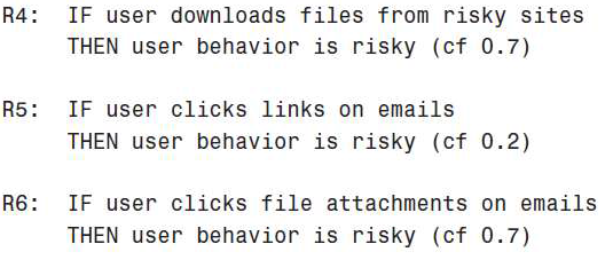 R4: IF user downloads files from risky sites
THEN user behavior is risky (cf 0.7)
R5: IF user clicks links on emails
THEN user behavior is risky (cf 0.2)
R6: IF user clicks file attachments on emails
THEN user behavior is risky (cf 0.7)